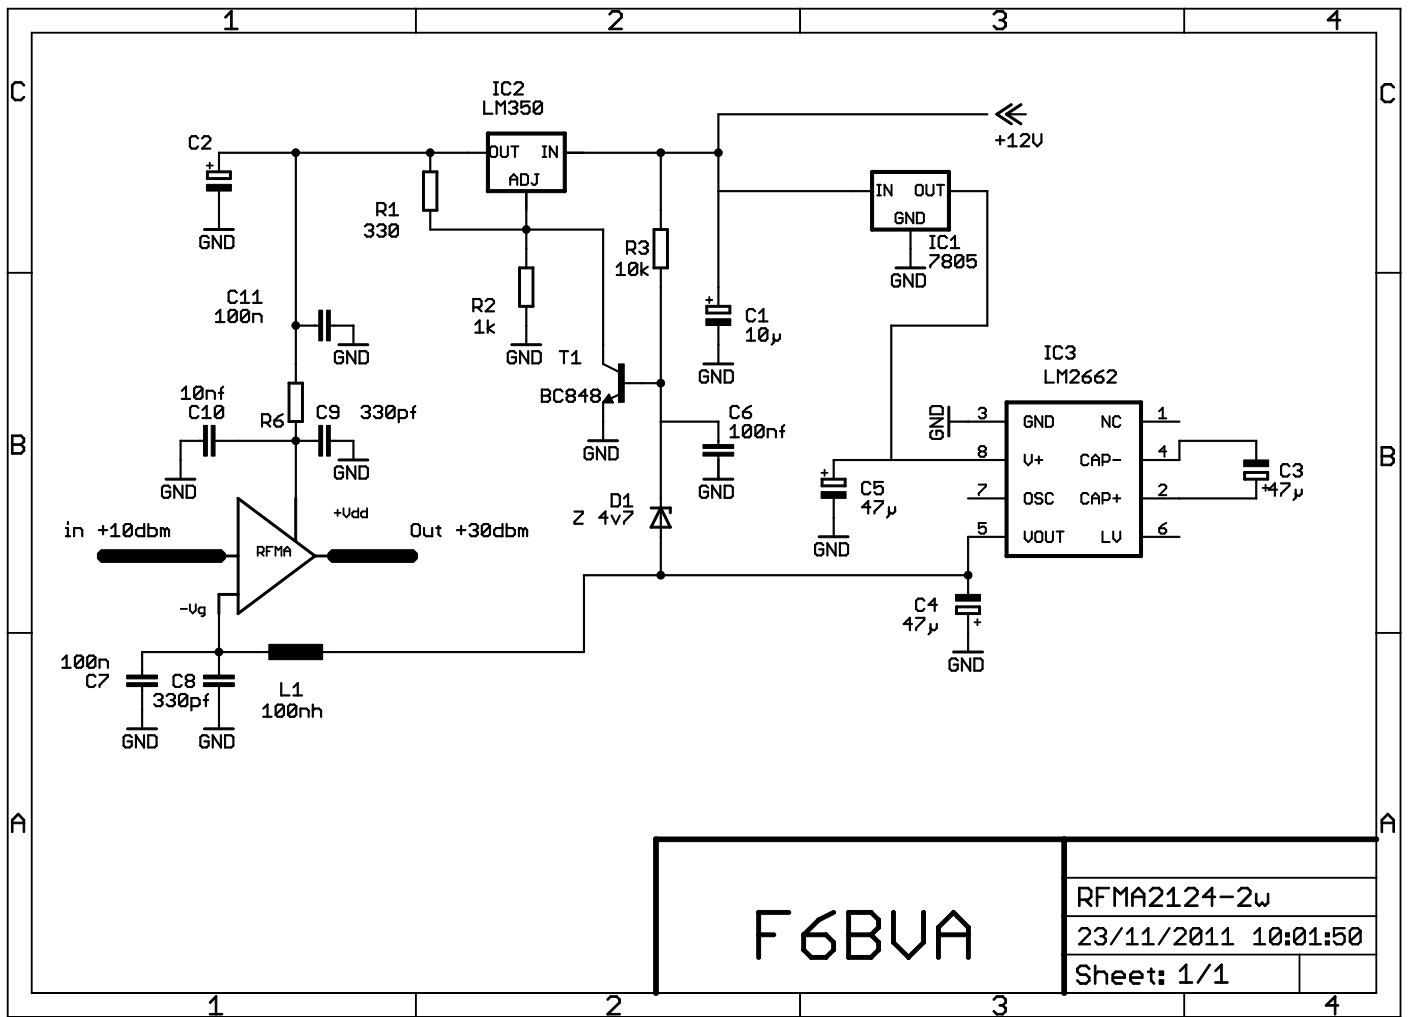 1 2 3 4
C C
IC2
LM350
C2
+
OUT IN
ADJ
+12V
IN OUT
GND
IC1
7805
GND
R1
330
GND
R3
10k
C11
100n
GND
R2
1k
GND
T1
BC848
GND
+
C1
10µ
GND
IC3
LM2662
10nf
C10
R6
C9 330pf
GND
GND
C6
100nf
GND
GND
3 GND NC 1
8 V+ CAP- 4
7 OSC CAP+ 2
5 VOUT LV 6
+
C3
47µ
B B
+
C5
47µ
GND
D1
Z 4v7
in +10dbm
+Vdd
Out +30dbm
RFMA
-Vg
C4
47µ
+
GND
100n
C7
C8
330pf
GND
GND
L1
100nh
A A
F6BVA
RFMA2124-2w
23/11/2011 10:01:50
Sheet: 1/1
1 2 3 4